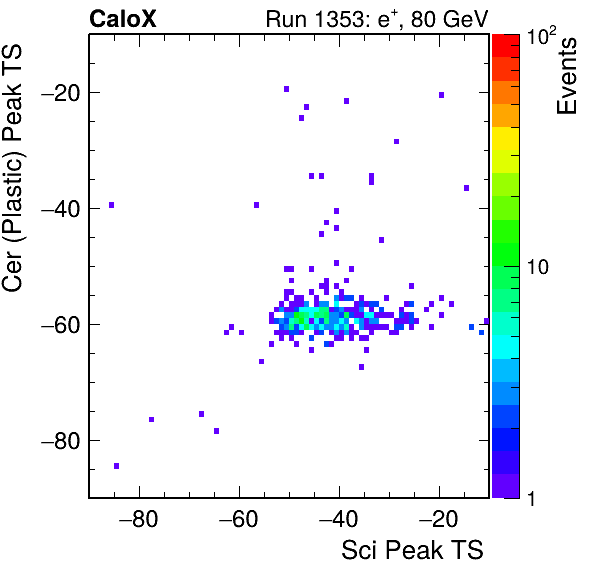 CaloX Run 1353: e+, 80 GeV
Cer (Plastic) Peak TS
−20
−40
−60
−80
−80 −60 −40 −20
Sci Peak TS
10²
10
1
Events